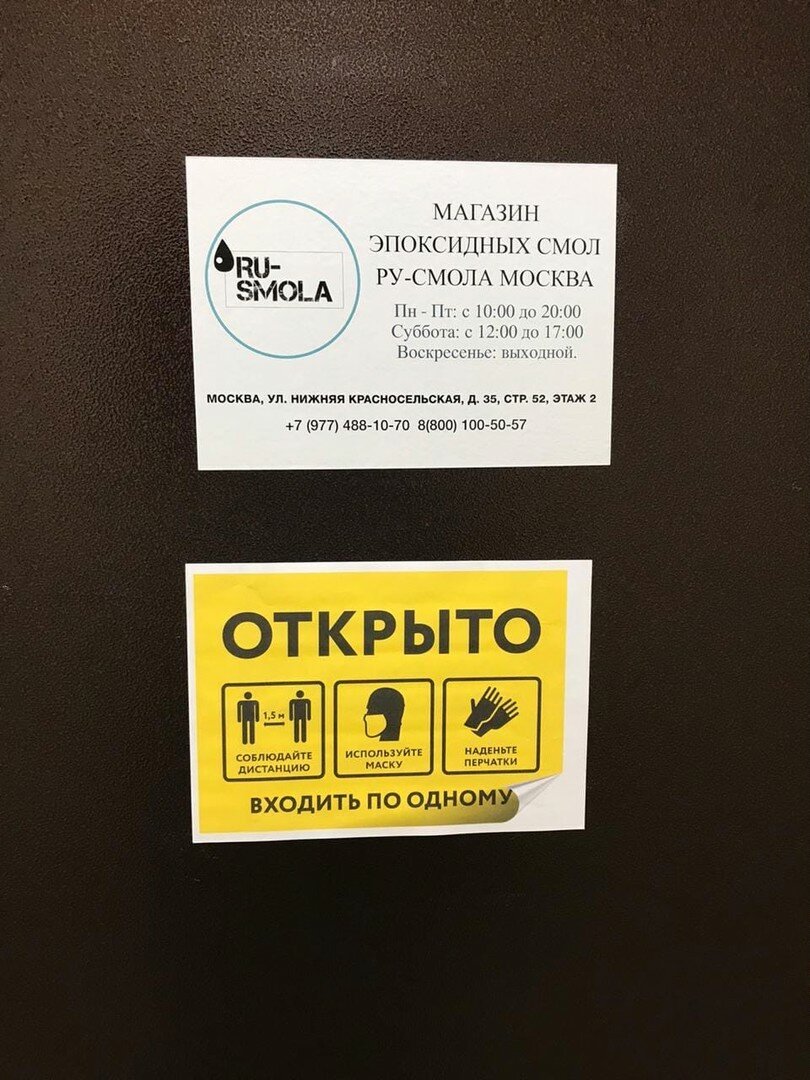 RU-
SMOLA
МАГАЗИН
ЭПОКСИДНЫХ СМОЛ
РУ-СМОЛА МОСКВА
Пн - Пт: с 10:00 до 20:00
Суббота: с 12:00 до 17:00
Воскресенье: выходной.
МОСКВА, УЛ. НИЖНЯЯ КРАСНОСЕЛЬСКАЯ, Д. 35, СТР. 52, ЭТАЖ 2
+7 (977) 488-10-70 8(800) 100-50-57
ОТКРЫТО
1,5 м
СОБЛЮДАЙТЕ
ДИСТАНЦИЮ
ИСПОЛЬЗУЙТЕ
МАСКУ
НАДЕНЬТЕ
ПЕРЧАТКИ
ВХОДИТЬ ПО ОДНОМУ